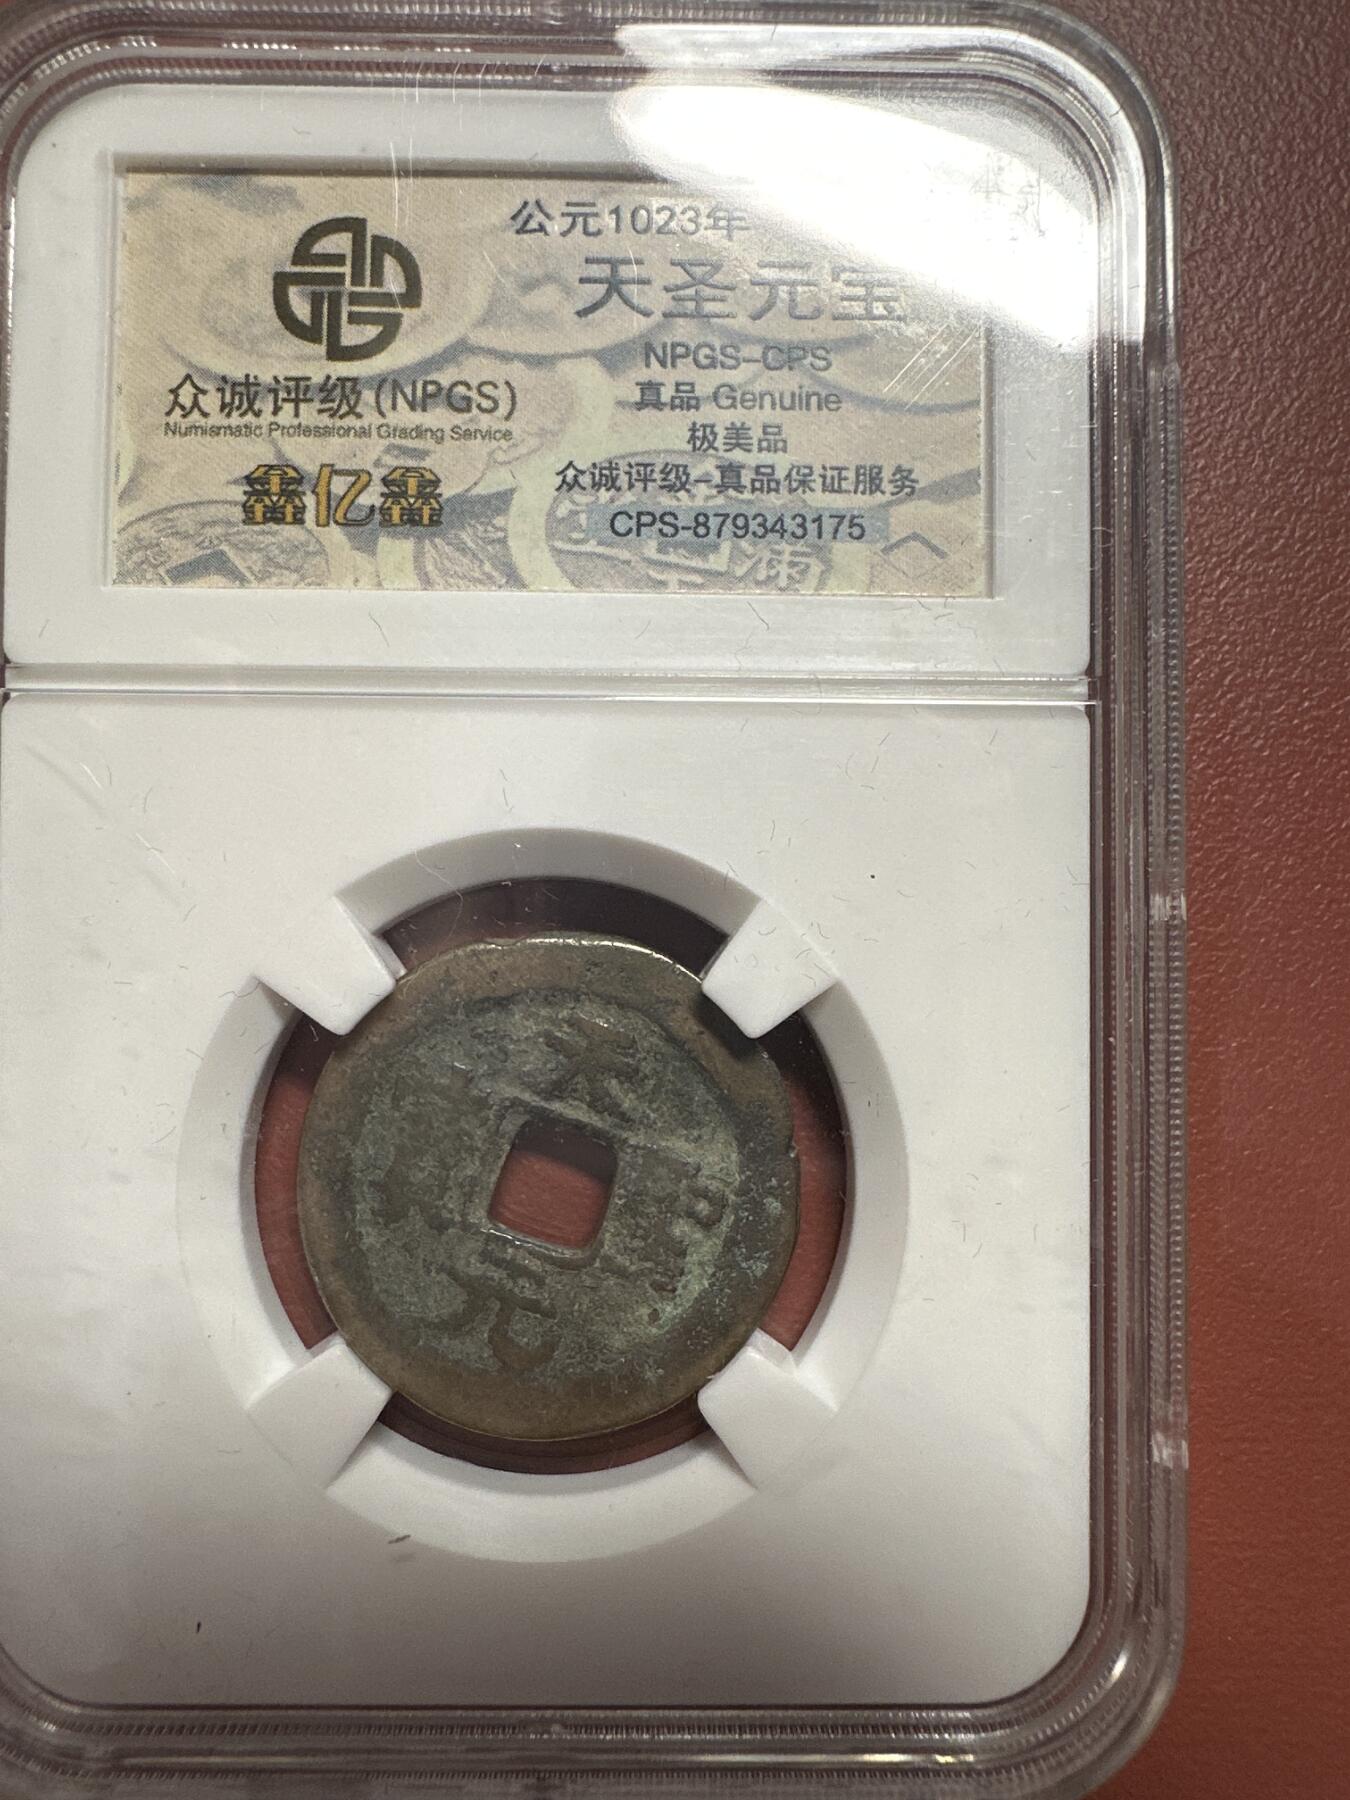 公元1023年
天圣元宝
NPGS-CPS
真品 Genuine
极美品
众诚评级-真品保证服务
CPS-879343175
众诚评级(NPGS)
Numismatic Professional Grading Service
鑫亿鑫
天
元